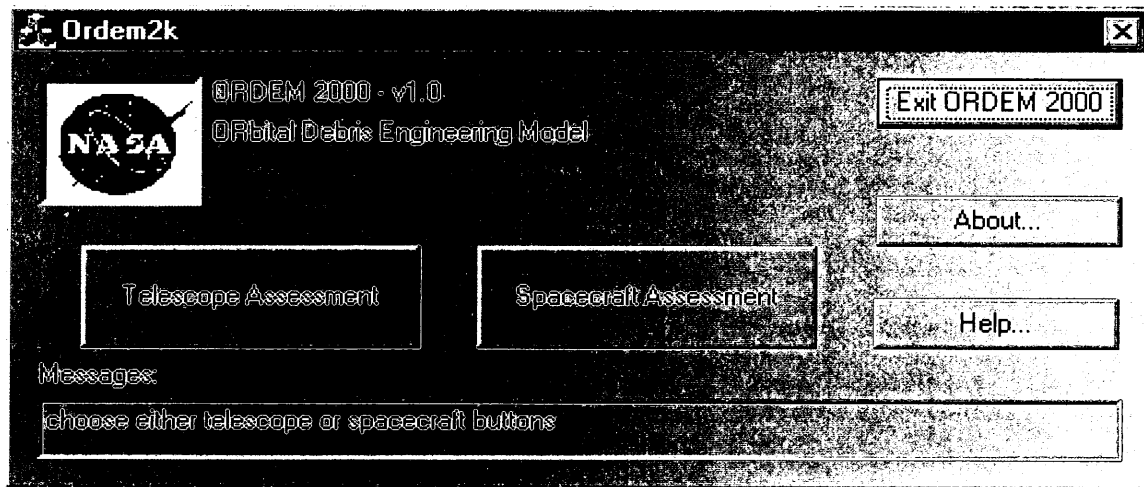 Ordem2k
NASA
ORDEM 2000 - v1.0
ORbital Debris Engineering Model
Exit ORDEM 2000
About...
Telescope Assessment
Spacecraft Assessment
Help...
Messages:
choose either telescope or spacecraft buttons